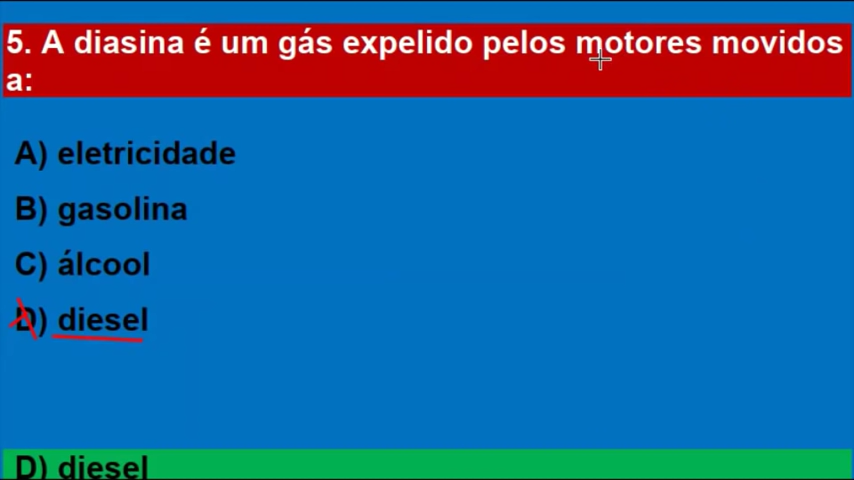 5. A diasina é um gás expelido pelos motores movidos
a:
A) eletricidade
B) gasolina
C) álcool
D) diesel
D) diesel